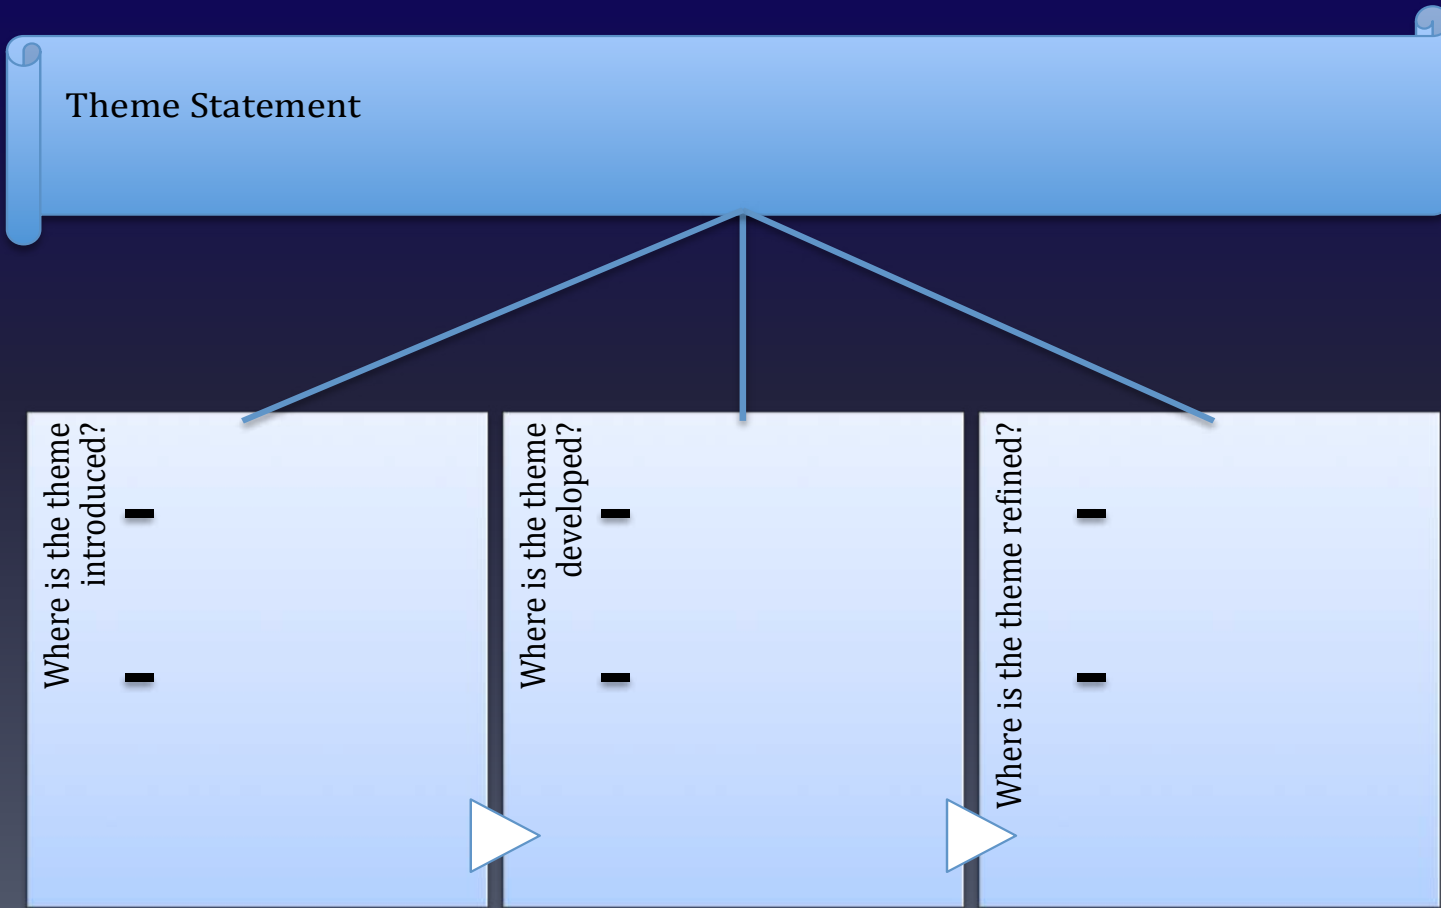 Theme Statement
Where is the theme
introduced?
-
-
Where is the theme
developed?
-
-
Where is the theme refined?
-
-